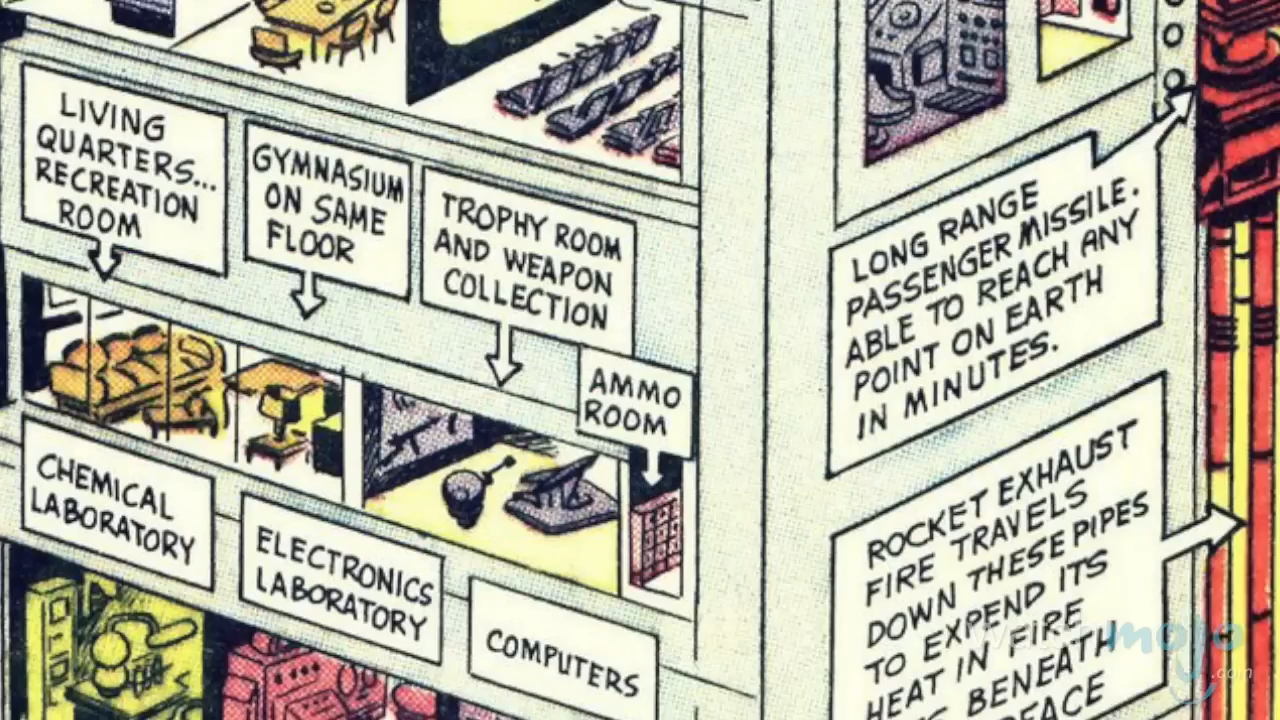 LIVING
QUARTERS...
RECREATION
ROOM
GYMNASIUM
ON SAME
FLOOR
TROPHY ROOM
AND WEAPON
COLLECTION
AMMO
ROOM
LONG RANGE
PASSENGER MISSILE.
ABLE TO REACH ANY
POINT ON EARTH
IN MINUTES.
CHEMICAL
LABORATORY
ELECTRONICS
LABORATORY
COMPUTERS
ROCKET EXHAUST
FIRE TRAVELS
DOWN THESE PIPES
TO EXPEND ITS
HEAT IN FIRE
BENEATH
mojo
.com